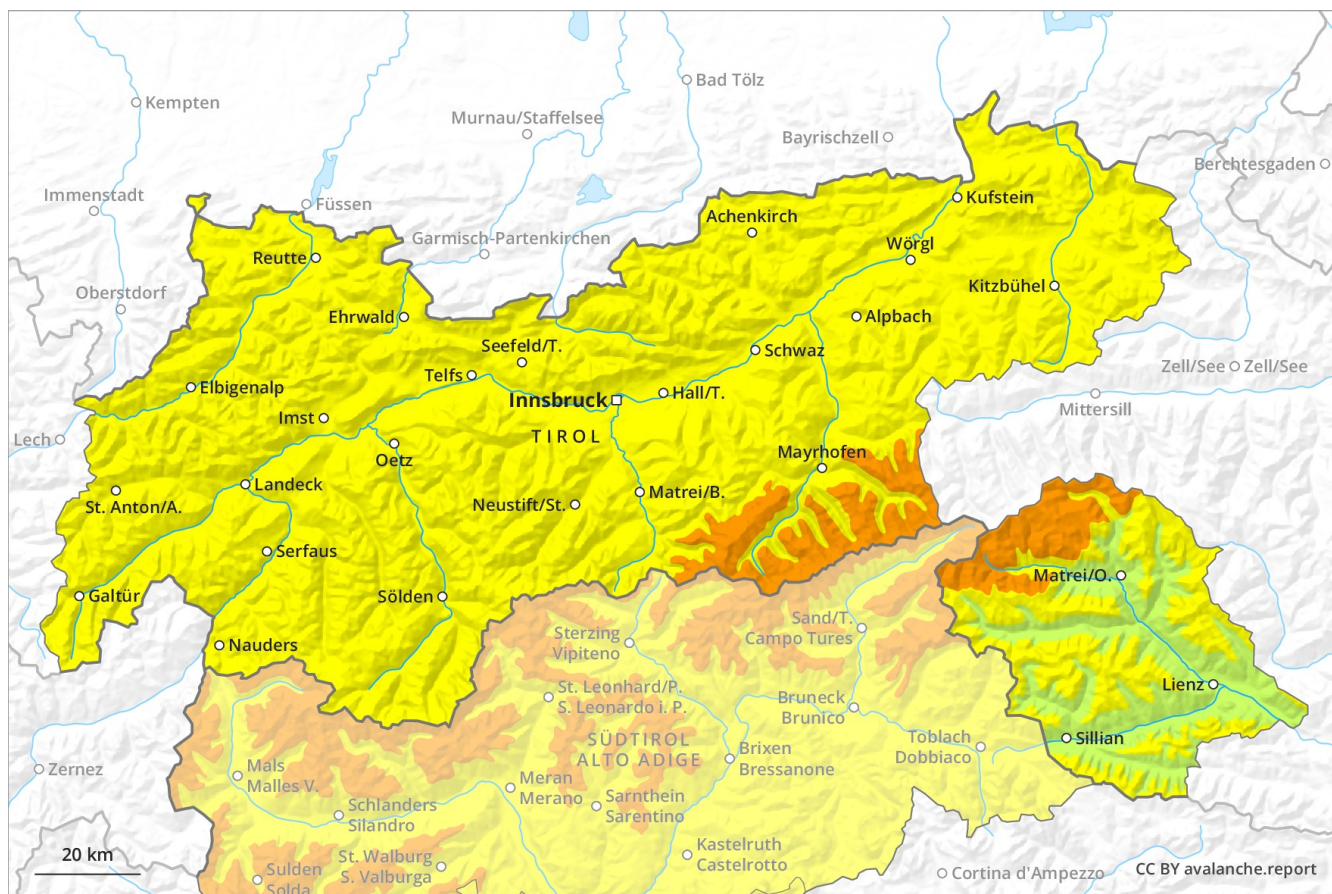 Kempten
Bad Tölz
Murnau/Staffelsee
Bayrischzell
Berchtesgaden
Immenstadt
Füssen
Kufstein
Achenkirch
Garmisch-Partenkirchen
Wörgl
Reutte
Kitzbühel
Oberstdorf
Ehrwald
Alpbach
Seefeld/T.
Schwaz
Zell/See
Zell/See
Telfs
Elbigenalp
Hall/T.
Innsbruck
Mittersill
Imst
TIROL
Lech
Mayrhofen
Oetz
Landeck
Matrei/B.
St. Anton/A.
Neustift/St.
Serfaus
Matrei/O.
Galtür
Sölden
Sand/T.
Campo Tures
Sterzing
Vipiteno
Nauders
Lienz
St. Leonhard/P.
S. Leonardo i. P.
Bruneck
Brunico
SÜDTIROL
ALTO ADIGE
Toblach
Dobbiaco
Sillian
Brixen
Bressanone
Zernez
Mals
Malles V.
Meran
Merano
Sarnthein
Sarentino
Schlanders
Silandro
Kastelruth
Castelrotto
20 km
St. Walburg
S. Valburga
Sulden
Solda
Cortina d'Ampezzo
CC BY avalanche.report